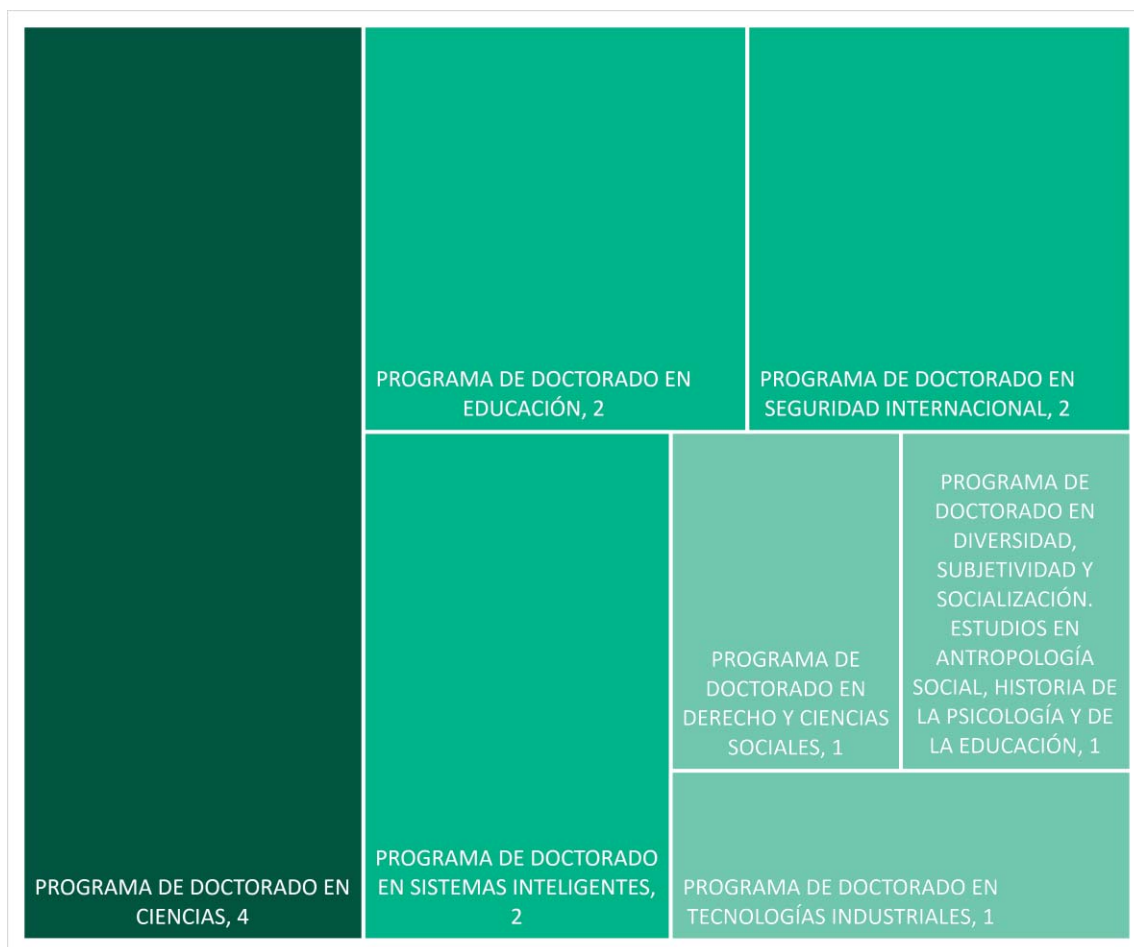 PROGRAMA DE DOCTORADO EN
CIENCIAS, 4
PROGRAMA DE DOCTORADO EN
EDUCACIÓN, 2
PROGRAMA DE DOCTORADO EN
SEGURIDAD INTERNACIONAL, 2
PROGRAMA DE DOCTORADO
EN SISTEMAS INTELIGENTES,
2
PROGRAMA DE
DOCTORADO EN
DERECHO Y CIENCIAS
SOCIALES, 1
PROGRAMA DE
DOCTORADO EN
DIVERSIDAD,
SUBJETIVIDAD Y
SOCIALIZACIÓN.
ESTUDIOS EN
ANTROPOLOGÍA
SOCIAL, HISTORIA DE
LA PSICOLOGÍA Y DE
LA EDUCACIÓN, 1
PROGRAMA DE DOCTORADO EN
TECNOLOGÍAS INDUSTRIALES, 1